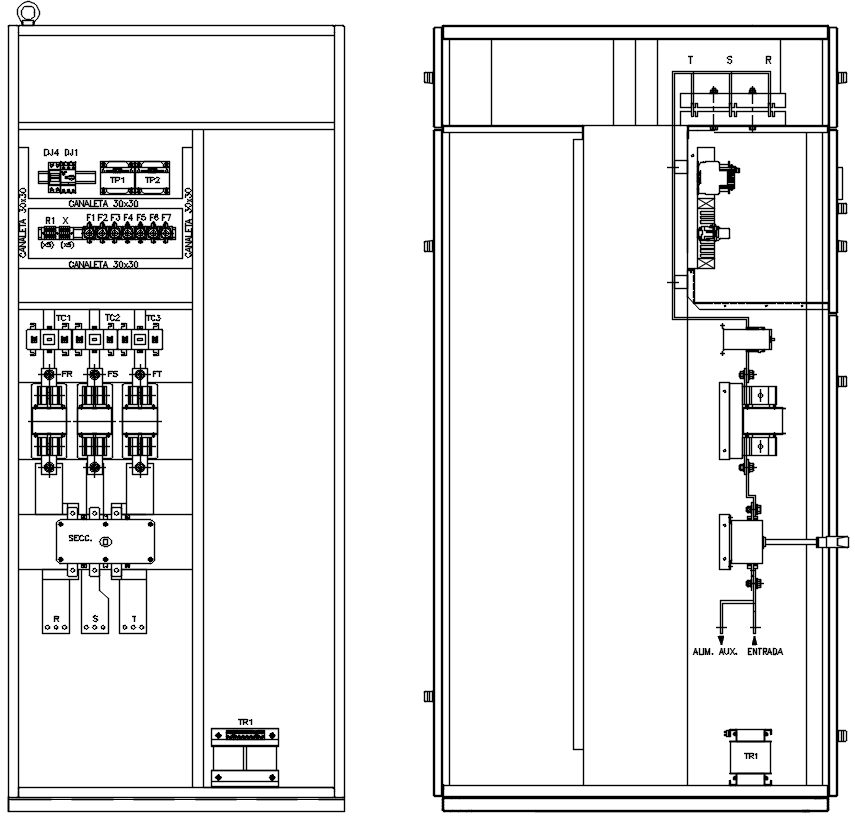 T S R
DJ4 DJ1
TP1 TP2
CANALETA 30x30
CANALETA 30x30
CANALETA 30x30
R1 X F1 F2 F3 F4 F5 F6 F7
(x5) (x5)
CANALETA 30x30
TC1 TC2 TC3
FR FS FT
SECC.
R S T
ALIM. AUX. ENTRADA
TR1
TR1